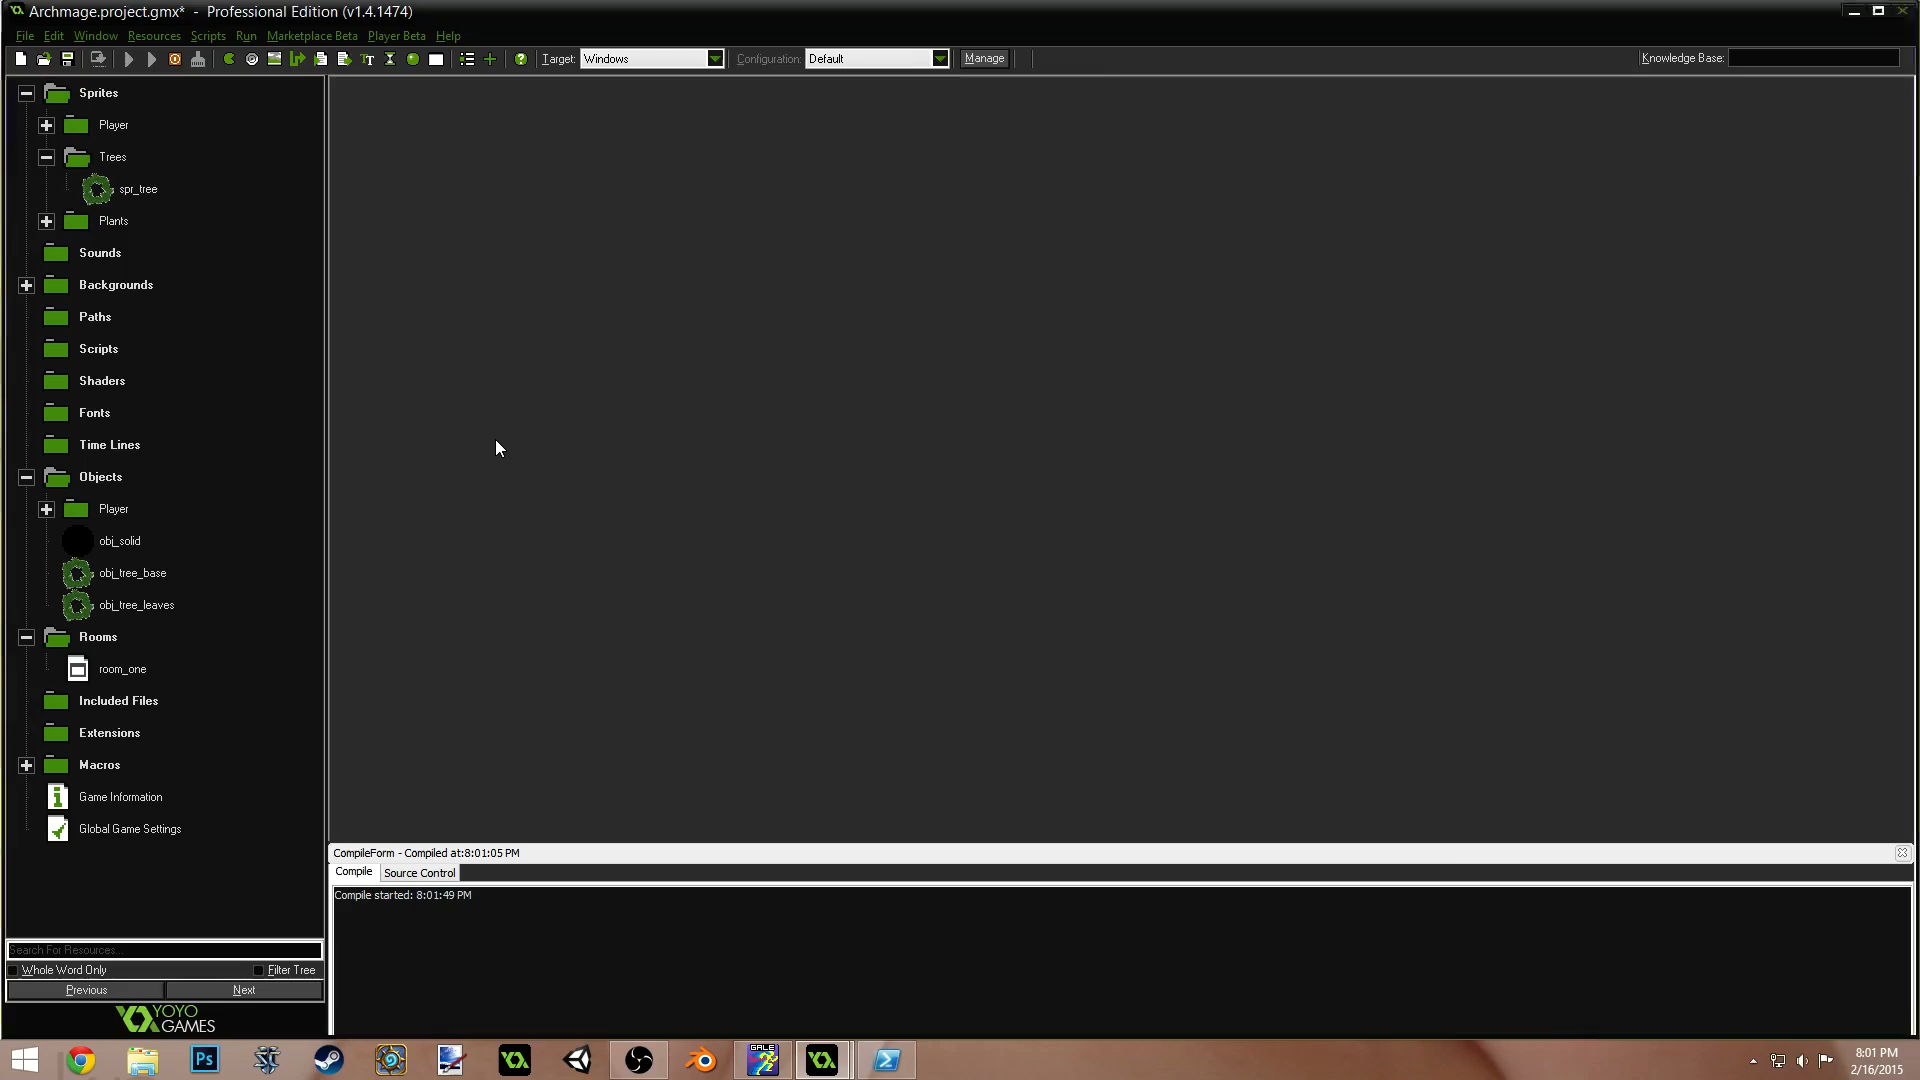 Archmage.project.gmx* - Professional Edition (v1.4.1474)
File Edit Window Resources Scripts Run Marketplace Beta Player Beta Help
Target: Windows Configuration: Default Manage Knowledge Base:
Sprites
Player
Trees
spr_tree
Plants
Sounds
Backgrounds
Paths
Scripts
Shaders
Fonts
Time Lines
Objects
Player
obj_solid
obj_tree_base
obj_tree_leaves
Rooms
room_one
Included Files
Extensions
Macros
Game Information
Global Game Settings
CompileForm - Compiled at:8:01:05 PM
Compile Source Control
Compile started: 8:01:49 PM
Search For Resources...
Whole Word Only Filter Tree
Previous Next
YOYO
GAMES
Ps
GALE
8:01 PM
2/16/2015